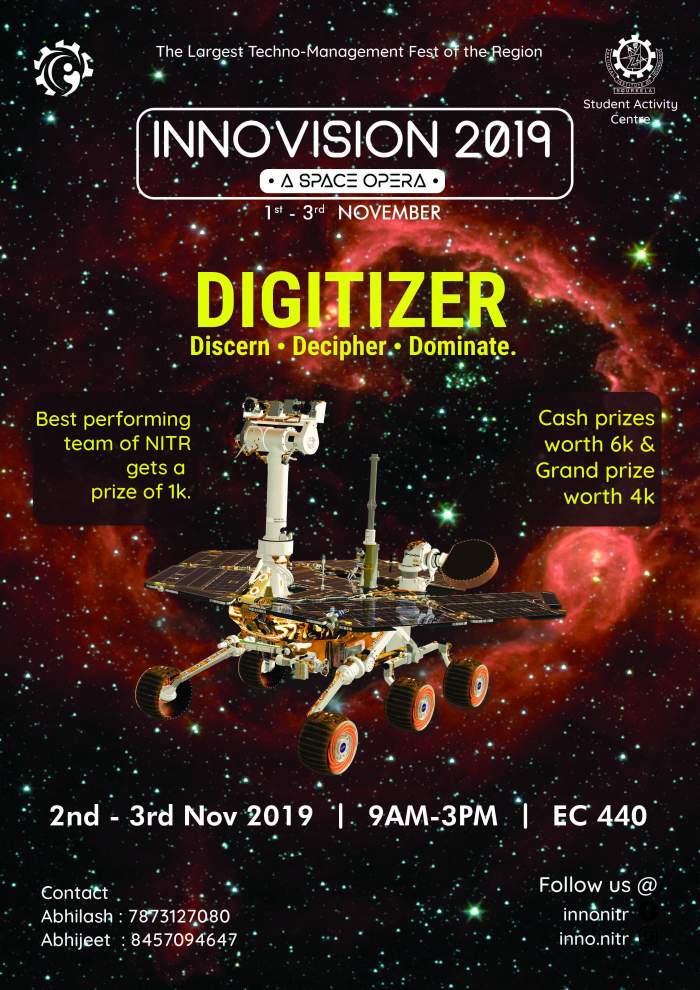 The Largest Techno-Management Fest of the Region
ROURKELA
Student Activity
Centre
INNOVISION 2019
• A SPACE OPERA •
1st - 3rd NOVEMBER
DIGITIZER
Discern • Decipher • Dominate.
Best performing
team of NITR
gets a
prize of 1k.
Cash prizes
worth 6k &
Grand prize
worth 4k
2nd - 3rd Nov 2019 | 9AM-3PM | EC 440
Contact
Abhilash : 7873127080
Abhijeet : 8457094647
Follow us @
innonitr
inno.nitr